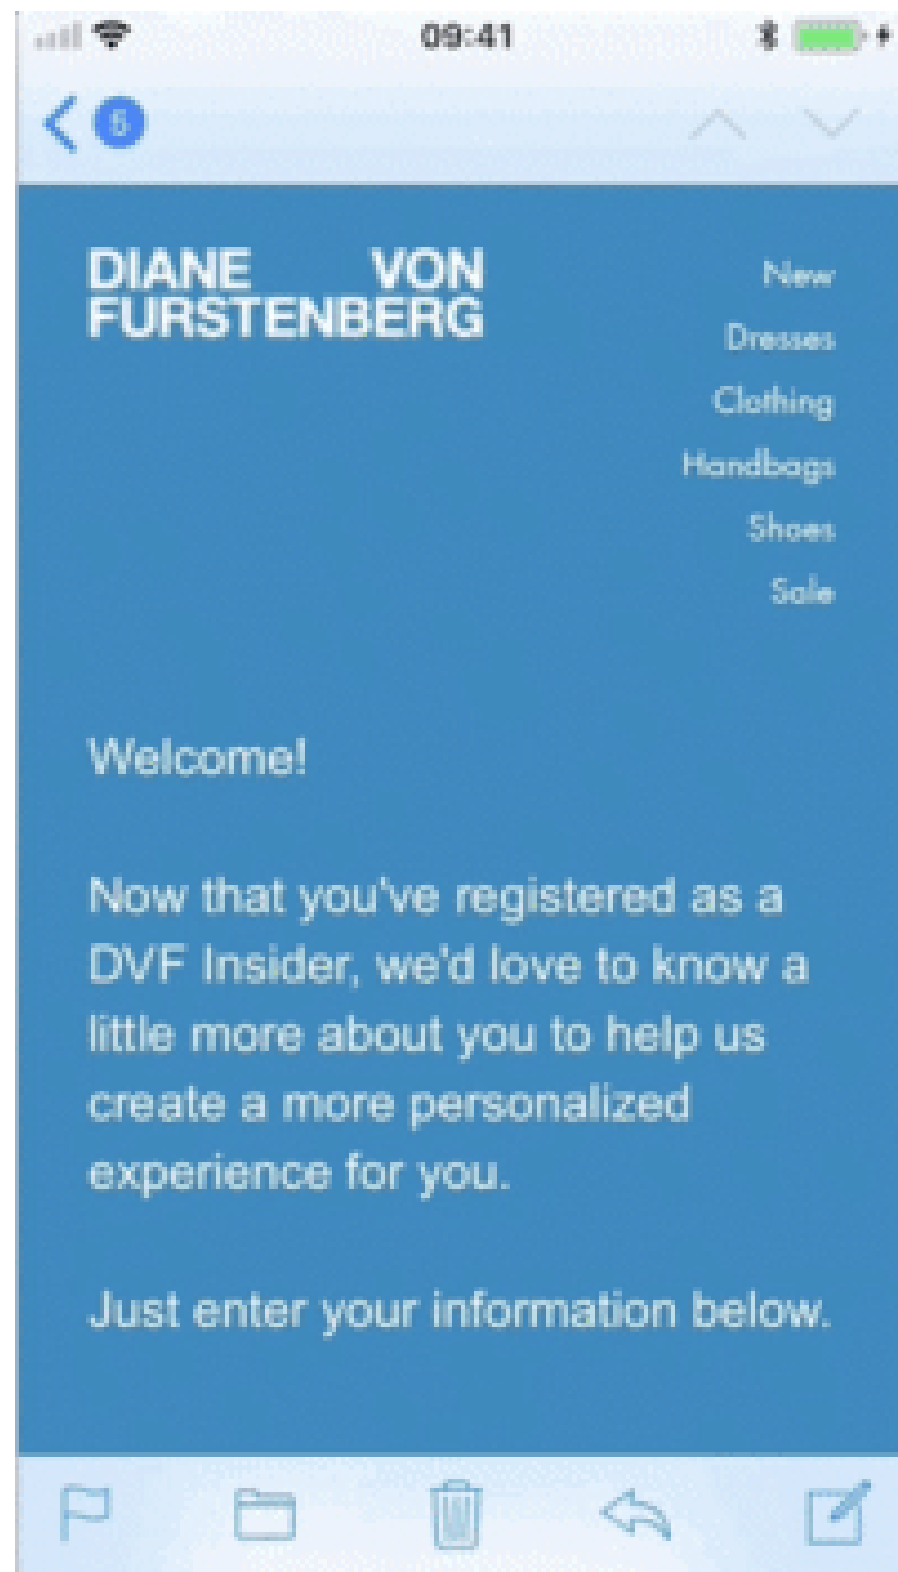 09:41
5
DIANE VON
FURSTENBERG
New
Dresses
Clothing
Handbags
Shoes
Sale
Welcome!
Now that you've registered as a
DVF Insider, we'd love to know a
little more about you to help us
create a more personalized
experience for you.
Just enter your information below.